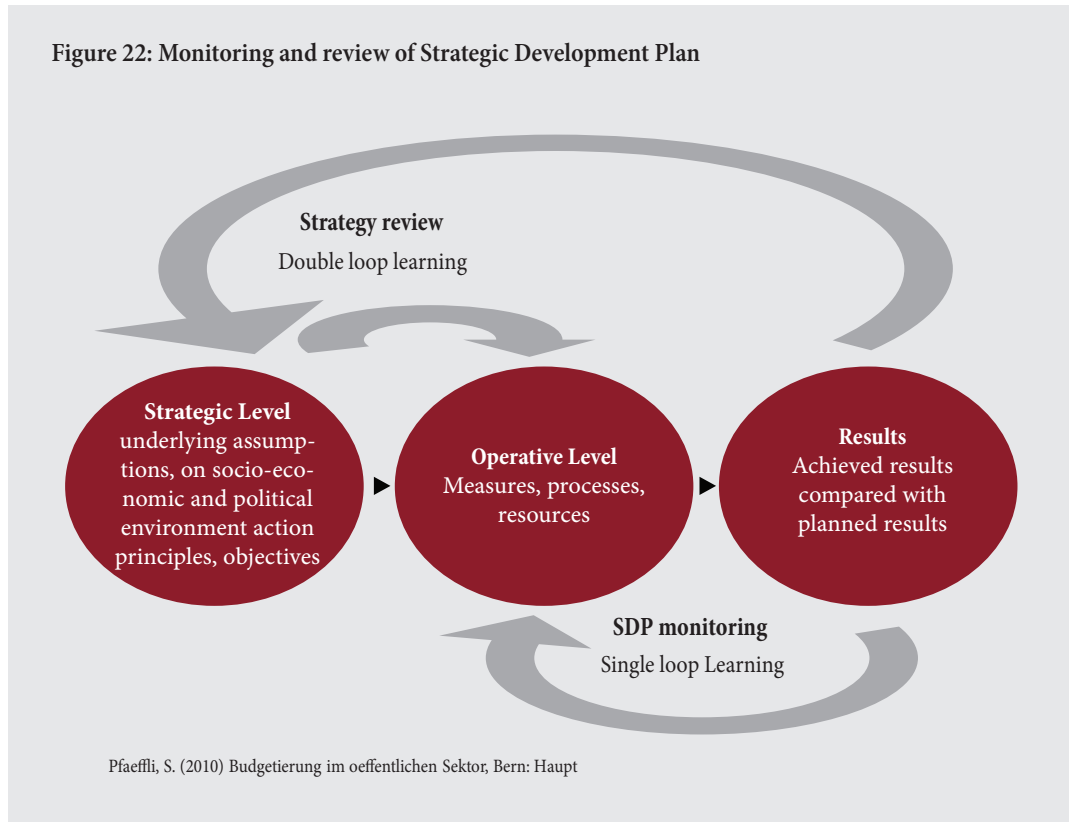 Figure 22: Monitoring and review of Strategic Development Plan
Strategy review
Double loop learning
Strategic Level
underlying assump-
tions, on socio-eco-
nomic and political
environment action
principles, objectives
Operative Level
Measures, processes,
resources
Results
Achieved results
compared with
planned results
SDP monitoring
Single loop Learning
Pfaeffli, S. (2010) Budgetierung im oeffentlichen Sektor, Bern: Haupt